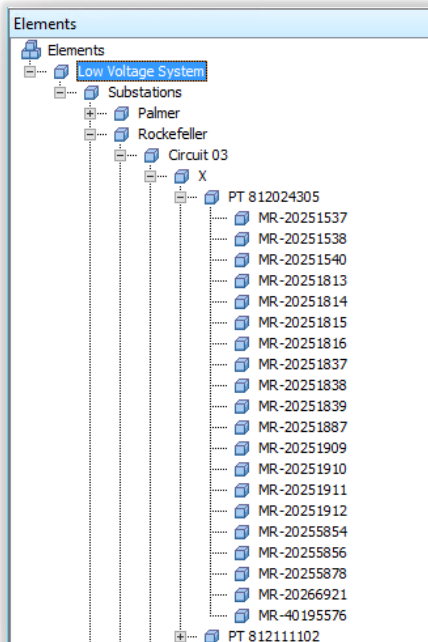 Elements
Elements
Low Voltage System
Substations
Palmer
Rockefeller
Circuit 03
X
PT 812024305
MR-20251537
MR-20251538
MR-20251540
MR-20251813
MR-20251814
MR-20251815
MR-20251816
MR-20251837
MR-20251838
MR-20251839
MR-20251887
MR-20251909
MR-20251910
MR-20251911
MR-20251912
MR-20255854
MR-20255856
MR-20255878
MR-20266921
MR-40195576
PT 812111102